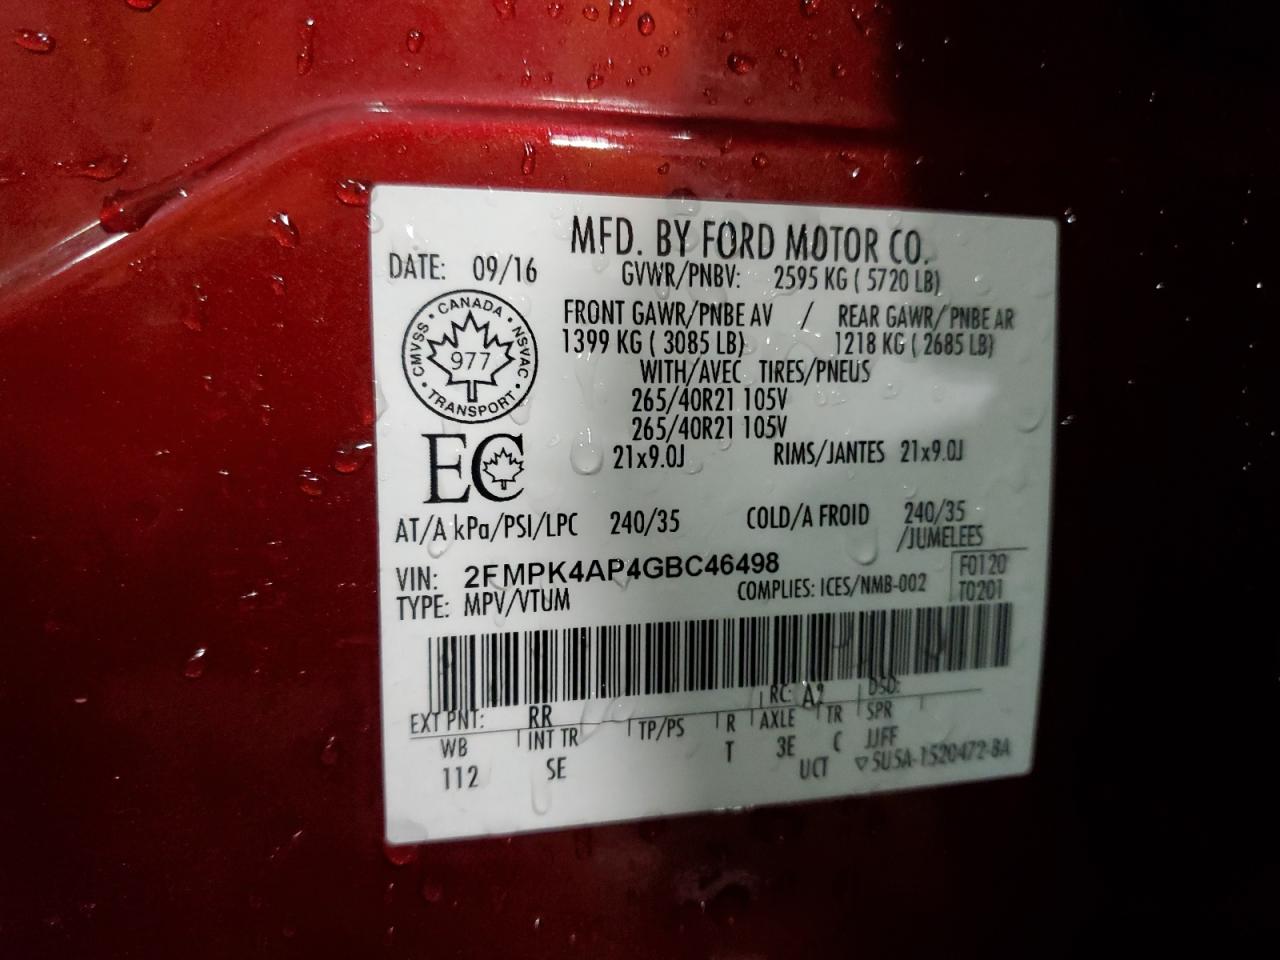 MFD. BY FORD MOTOR CO.
DATE: 09/16
GVWR/PNBV: 2595 KG ( 5720 LB)
FRONT GAWR/PNBE AV / REAR GAWR/PNBE AR
1399 KG ( 3085 LB) 1218 KG ( 2685 LB)
WITH/AVEC TIRES/PNEUS
265/40R21 105V
265/40R21 105V
21x9.0J RIMS/JANTES 21x9.0J
CANADA
CMVSS NSVAC
977
TRANSPORT
EC
AT/A kPa/PSI/LPC 240/35 COLD/A FROID 240/35
/JUMELEES
VIN: 2FMPK4AP4GBC46498
F0120
TYPE: MPV/VTUM COMPLIES: ICES/NMB-002 T0201
EXT PNT: RR RC: A2 DSO:
WB INT TR TP/PS R AXLE TR SPR
112 SE T 3E C JJFF
UCT ▽5U5A-1520472-BA